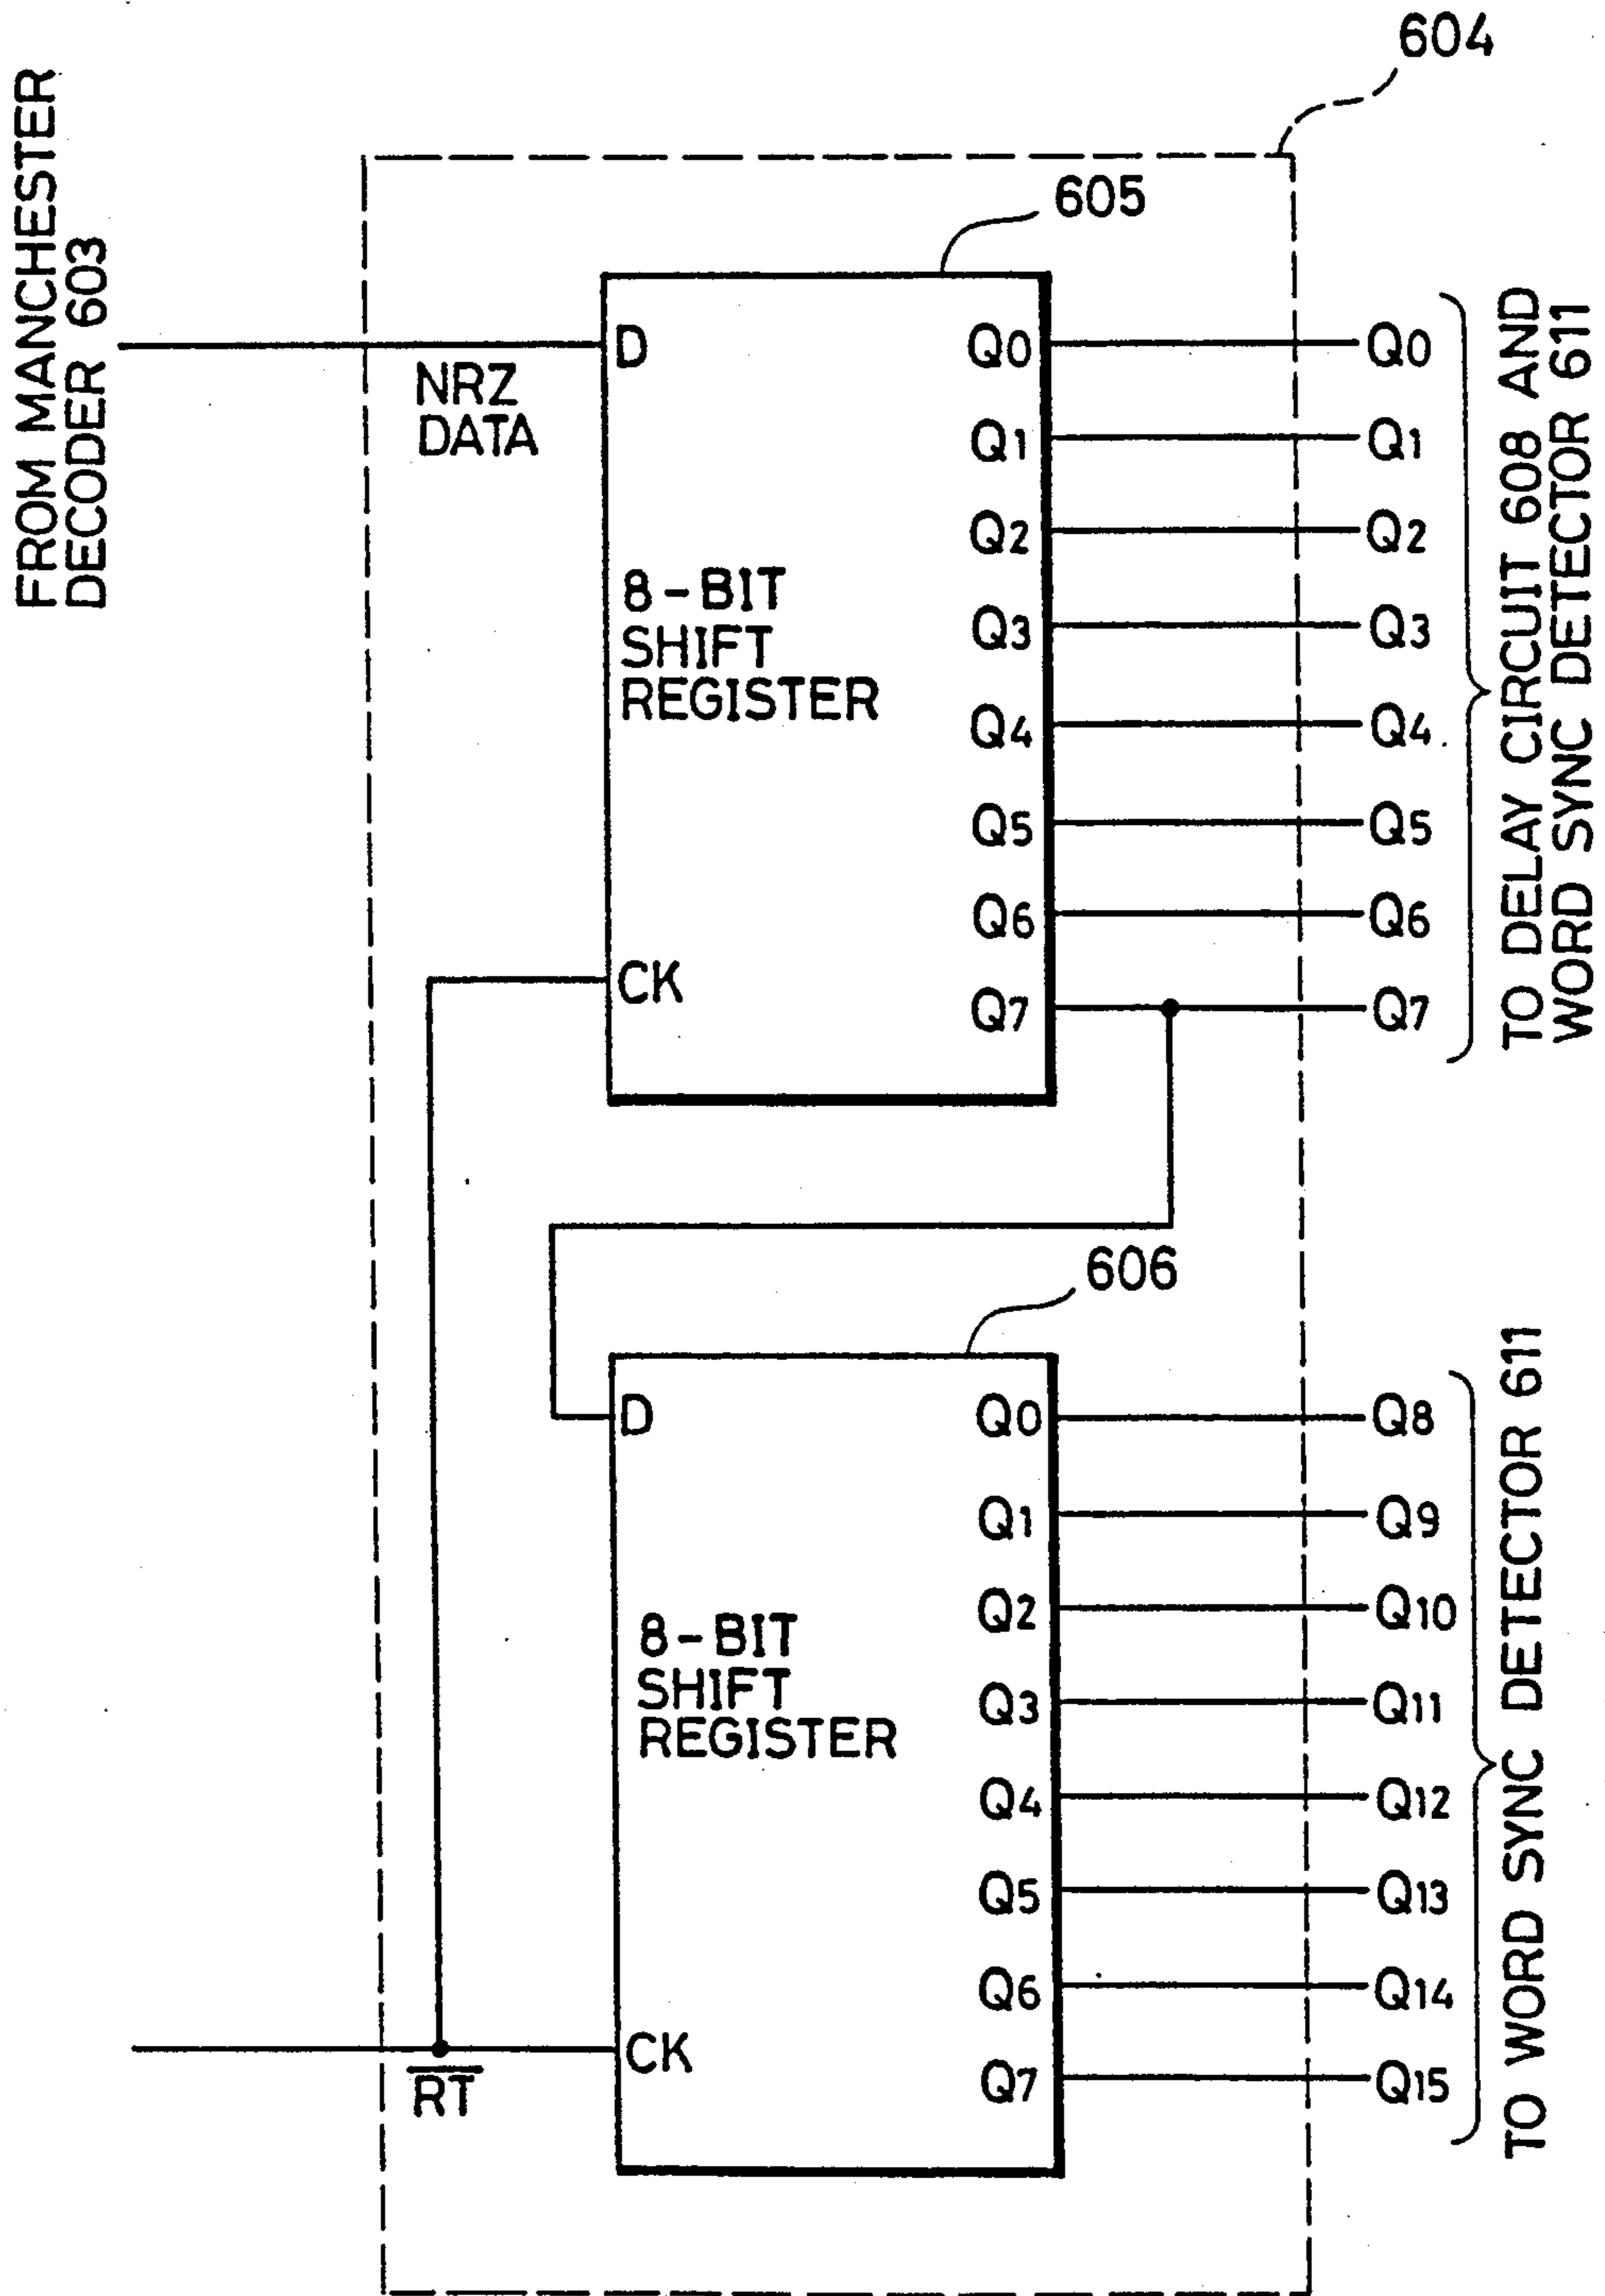 604
FROM MANCHESTER
DECODER 603
605
D
NRZ
DATA
8-BIT
SHIFT
REGISTER
CK
Q0
Q1
Q2
Q3
Q4
Q5
Q6
Q7
Q0
Q1
Q2
Q3
Q4
Q5
Q6
Q7
TO DELAY CIRCUIT 608 AND
WORD SYNC DETECTOR 611
606
D
8-BIT
SHIFT
REGISTER
CK
R̅T̅
Q0
Q1
Q2
Q3
Q4
Q5
Q6
Q7
Q8
Q9
Q10
Q11
Q12
Q13
Q14
Q15
TO WORD SYNC DETECTOR 611